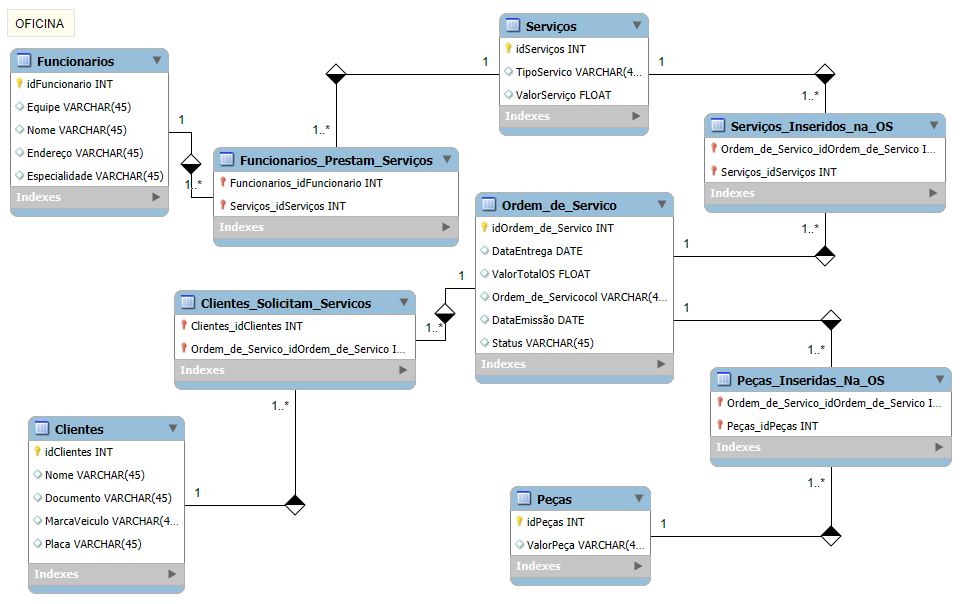 OFICINA
Funcionarios
idFuncionario INT
Equipe VARCHAR(45)
Nome VARCHAR(45)
Endereço VARCHAR(45)
Especialidade VARCHAR(45)
Indexes
1
1..*
Funcionarios_Prestam_Serviços
Funcionarios_idFuncionario INT
Serviços_idServiços INT
Indexes
1..*
1
Serviços
idServiços INT
TipoServico VARCHAR(4...
ValorServiço FLOAT
Indexes
1
1..*
Serviços_Inseridos_na_OS
Ordem_de_Servico_idOrdem_de_Servico I...
Serviços_idServiços INT
Indexes
1..*
1
Ordem_de_Servico
idOrdem_de_Servico INT
DataEntrega DATE
ValorTotalOS FLOAT
Ordem_de_Servicocol VARCHAR(4...
DataEmissão DATE
Status VARCHAR(45)
Indexes
1
1..*
Clientes_Solicitam_Servicos
Clientes_idClientes INT
Ordem_de_Servico_idOrdem_de_Servico I...
Indexes
1..*
1
Clientes
idClientes INT
Nome VARCHAR(45)
Documento VARCHAR(45)
MarcaVeiculo VARCHAR(4...
Placa VARCHAR(45)
Indexes
1
1..*
Peças_Inseridas_Na_OS
Ordem_de_Servico_idOrdem_de_Servico I...
Peças_idPeças INT
Indexes
1..*
1
Peças
idPeças INT
ValorPeça VARCHAR(4...
Indexes